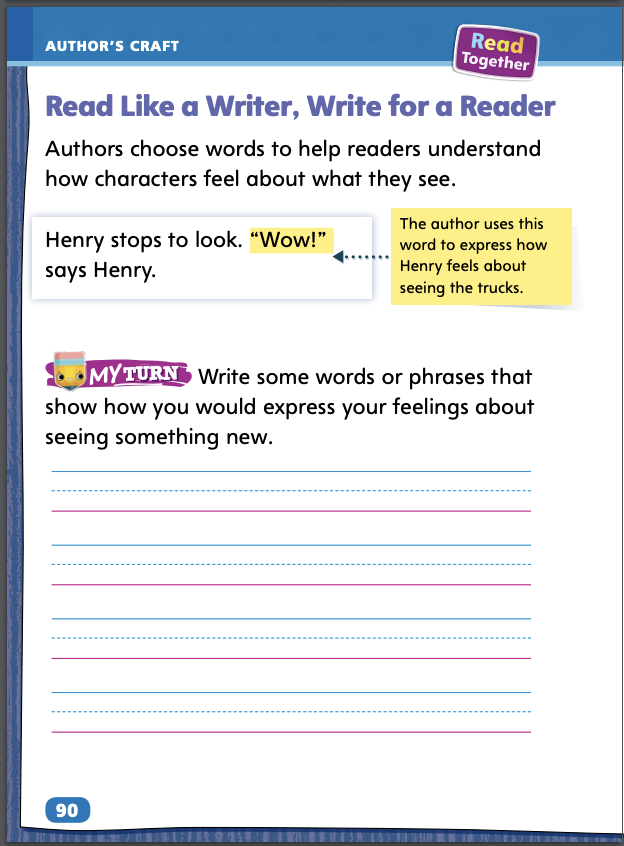 AUTHOR'S CRAFT
Read
Together
Read Like a Writer, Write for a Reader
Authors choose words to help readers understand
how characters feel about what they see.
Henry stops to look. “Wow!”
says Henry.
The author uses this
word to express how
Henry feels about
seeing the trucks.
MY TURN Write some words or phrases that
show how you would express your feelings about
seeing something new.
90